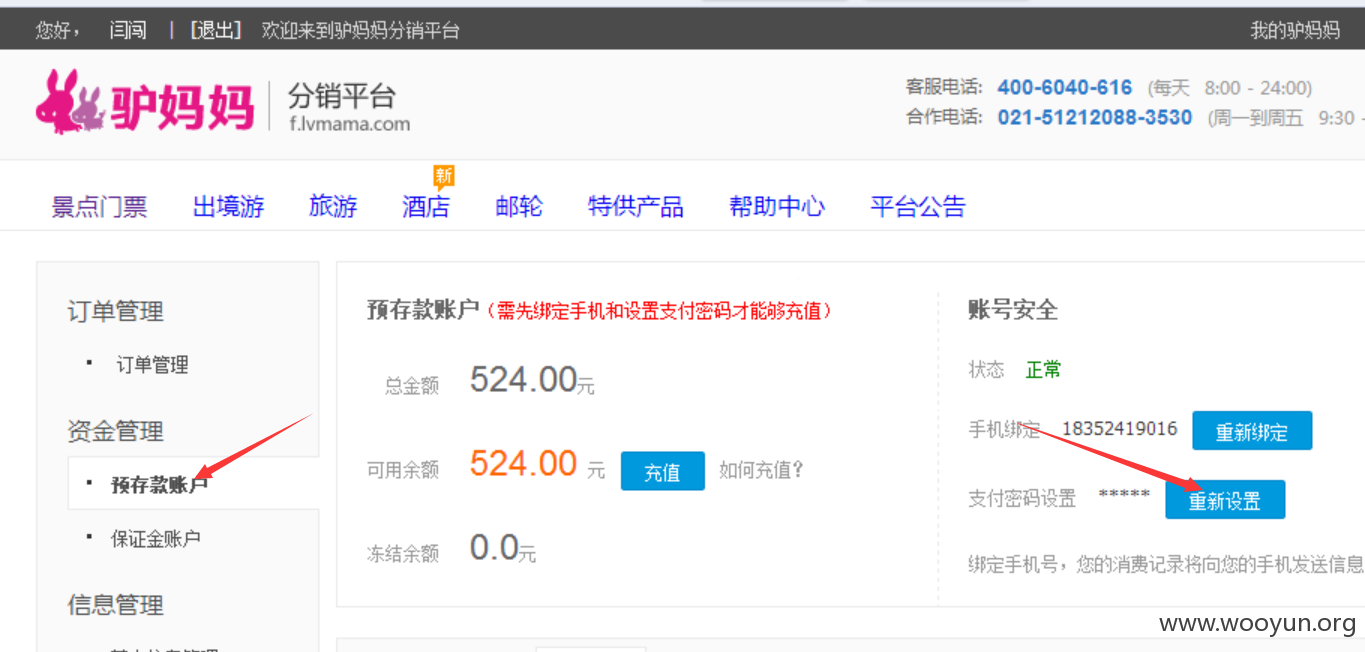 您好， 闫闯 | [退出] 欢迎来到驴妈妈分销平台 我的驴妈妈
驴妈妈 分销平台
f.lvmama.com
客服电话: 400-6040-616 (每天 8:00 - 24:00)
合作电话: 021-51212088-3530 (周一到周五 9:30 -
新
景点门票 出境游 旅游 酒店 邮轮 特供产品 帮助中心 平台公告
订单管理
· 订单管理
资金管理
· 预存款账户
· 保证金账户
信息管理
预存款账户（需先绑定手机和设置支付密码才能够充值）
总金额 524.00元
可用余额 524.00 元 充值 如何充值?
冻结余额 0.0元
账号安全
状态 正常
手机绑定 18352419016 重新绑定
支付密码设置 ***** 重新设置
绑定手机号，您的消费记录将向您的手机发送信息
www.wooyun.org